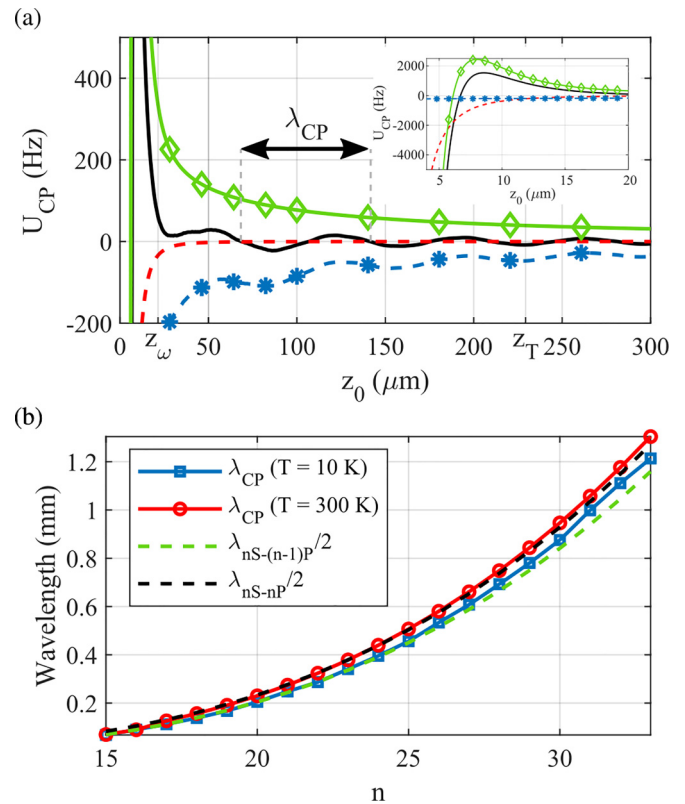 (a)
λ_CP
U_CP (Hz)
400
200
0
-200
0
z_ω
50
100
150
200
z_T
250
300
z_0 (μm)
U_CP (Hz)
2000
0
-2000
-4000
5
10
15
20
z_0 (μm)
(b)
Wavelength (mm)
1.2
1
0.8
0.6
0.4
0.2
15
20
25
30
n
λ_CP (T = 10 K)
λ_CP (T = 300 K)
λ_nS-(n-1)P/2
λ_nS-nP/2